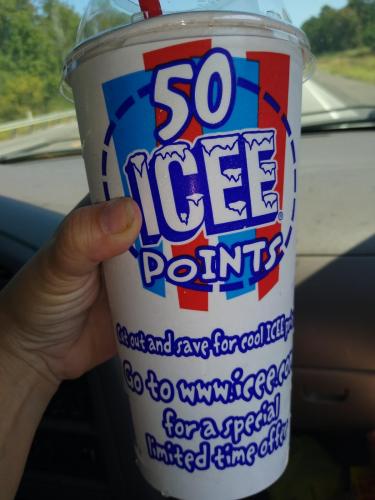 50
ICEE®
POINTS
Get out and save for cool ICEE
Go to www.icee.co
for a special
limited time offer